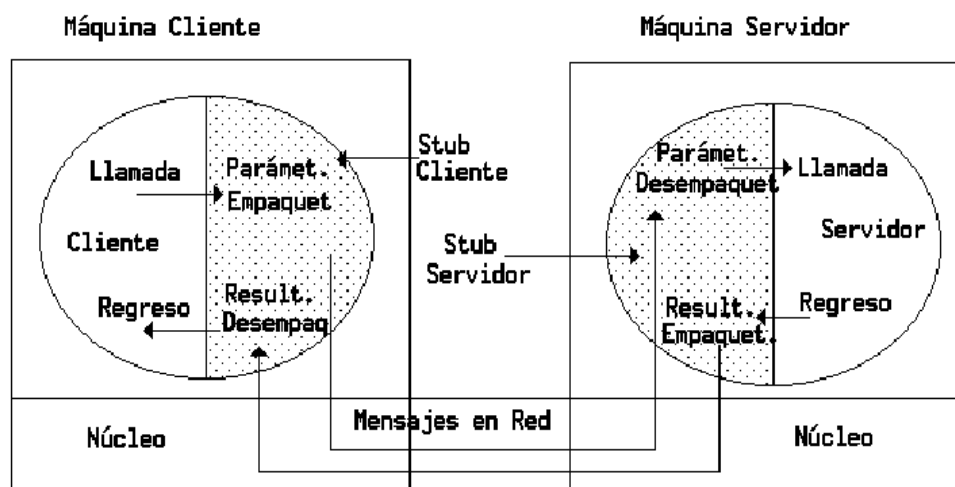 Máquina Cliente
Máquina Servidor
Llamada
Parámet.
Empaquet
Stub
Cliente
Parámet.
Desempaquet
Llamada
Cliente
Stub
Servidor
Servidor
Regreso
Result.
Desempaq
Result.
Empaquet.
Regreso
Núcleo
Mensajes en Red
Núcleo